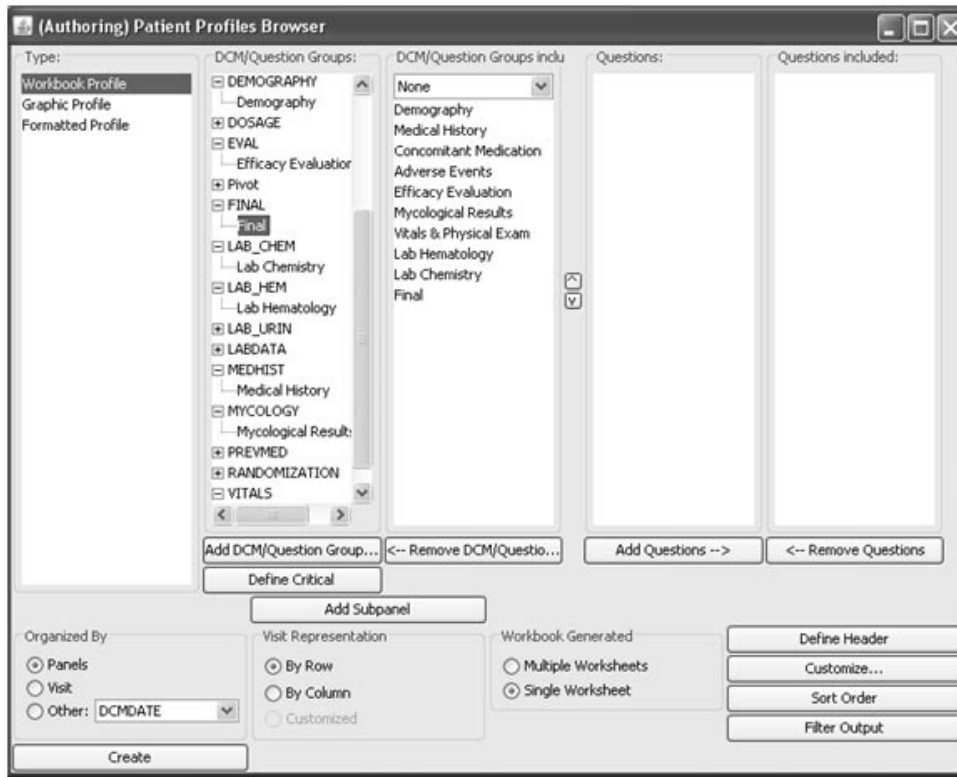 (Authoring) Patient Profiles Browser
Type:
Workbook Profile
Graphic Profile
Formatted Profile
DCM/Question Groups:
DEMOGRAPHY
Demography
DOSAGE
EVAL
Efficacy Evaluation
Pivot
FINAL
Final
LAB_CHEM
Lab Chemistry
LAB_HEM
Lab Hematology
LAB_URIN
LABDATA
MEDHIST
Medical History
MYCOLOGY
Mycological Result
PREVMED
RANDOMIZATION
VITALS
Add DCM/Question Group...
Define Critical
DCM/Question Groups inclu
None
Demography
Medical History
Concomitant Medication
Adverse Events
Efficacy Evaluation
Mycological Results
Vitals & Physical Exam
Lab Hematology
Lab Chemistry
Final
<-- Remove DCM/Questio...
Questions:
Add Questions -->
Questions included:
<-- Remove Questions
Add Subpanel
Organized By
Panels
Visit
Other: DCMDATE
Visit Representation
By Row
By Column
Customized
Workbook Generated
Multiple Worksheets
Single Worksheet
Define Header
Customize...
Sort Order
Filter Output
Create